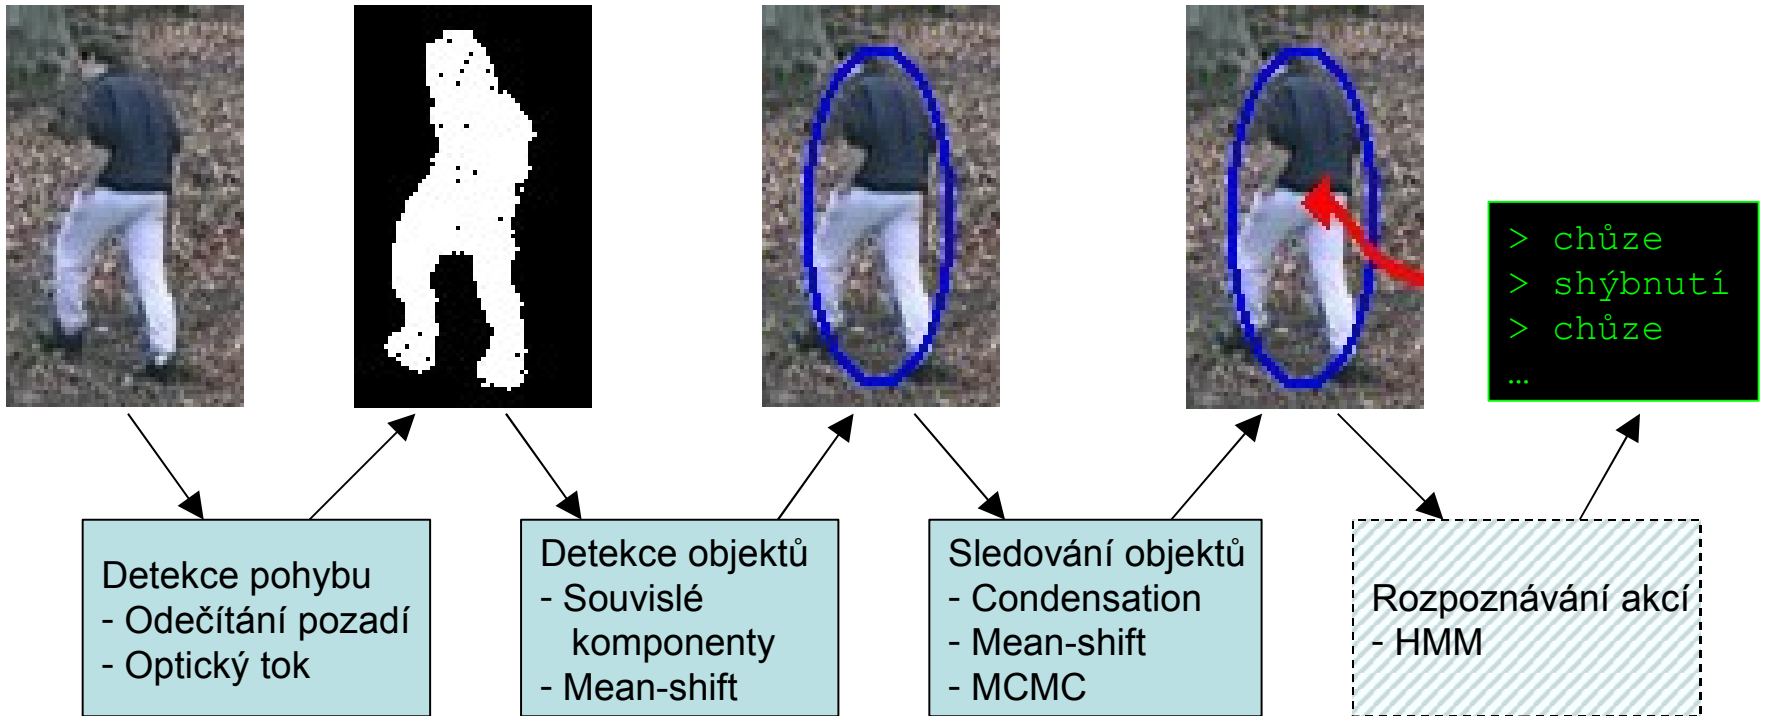 > chůze
> shýbnutí
> chůze
…
Detekce pohybu
- Odečítání pozadí
- Optický tok
Detekce objektů
- Souvislé
komponenty
- Mean-shift
Sledování objektů
- Condensation
- Mean-shift
- MCMC
Rozpoznávání akcí
- HMM